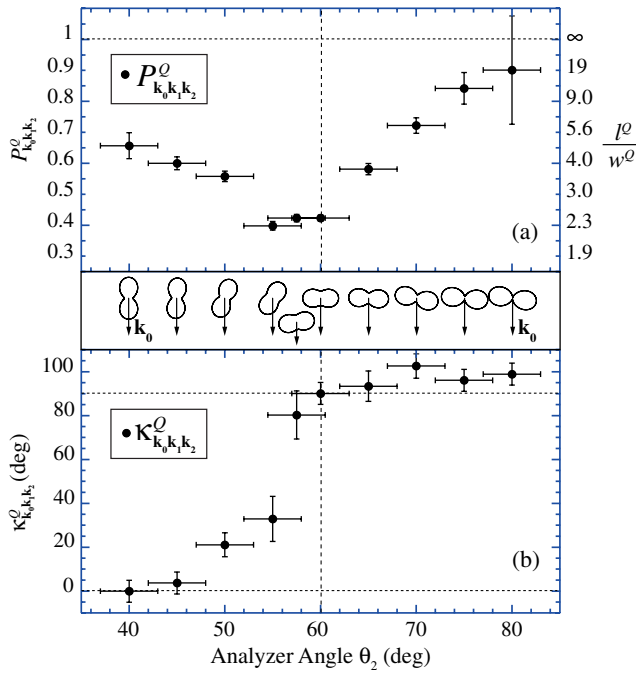 1
0.9
0.8
0.7
0.6
0.5
0.4
0.3
P^Q_{k₀k₁k₂}
● P^Q_{k₀k₁k₂}
∞
19
9.0
5.6
4.0
3.0
2.3
1.9
l^Q
w^Q
(a)
k₀
k₀
100
80
60
40
20
0
κ^Q_{k₀k₁k₂} (deg)
● κ^Q_{k₀k₁k₂}
(b)
40 50 60 70 80
Analyzer Angle θ₂ (deg)